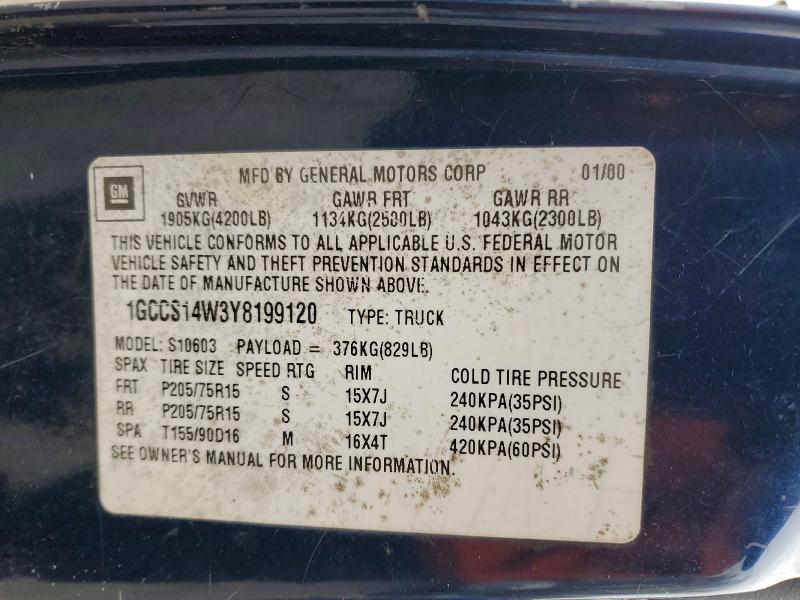 MFD BY GENERAL MOTORS CORP 01/00
GM
GVWR GAWR FRT GAWR RR
1905KG(4200LB) 1134KG(2500LB) 1043KG(2300LB)
THIS VEHICLE CONFORMS TO ALL APPLICABLE U.S. FEDERAL MOTOR
VEHICLE SAFETY AND THEFT PREVENTION STANDARDS IN EFFECT ON
THE DATE OF MANUFACTURE SHOWN ABOVE.
1GCCS14W3Y8199120 TYPE: TRUCK
MODEL: S10603 PAYLOAD = 376KG(829LB)
SPAX TIRE SIZE SPEED RTG RIM COLD TIRE PRESSURE
FRT P205/75R15 S 15X7J 240KPA(35PSI)
RR P205/75R15 S 15X7J 240KPA(35PSI)
SPA T155/90D16 M 16X4T 420KPA(60PSI)
SEE OWNER'S MANUAL FOR MORE INFORMATION.